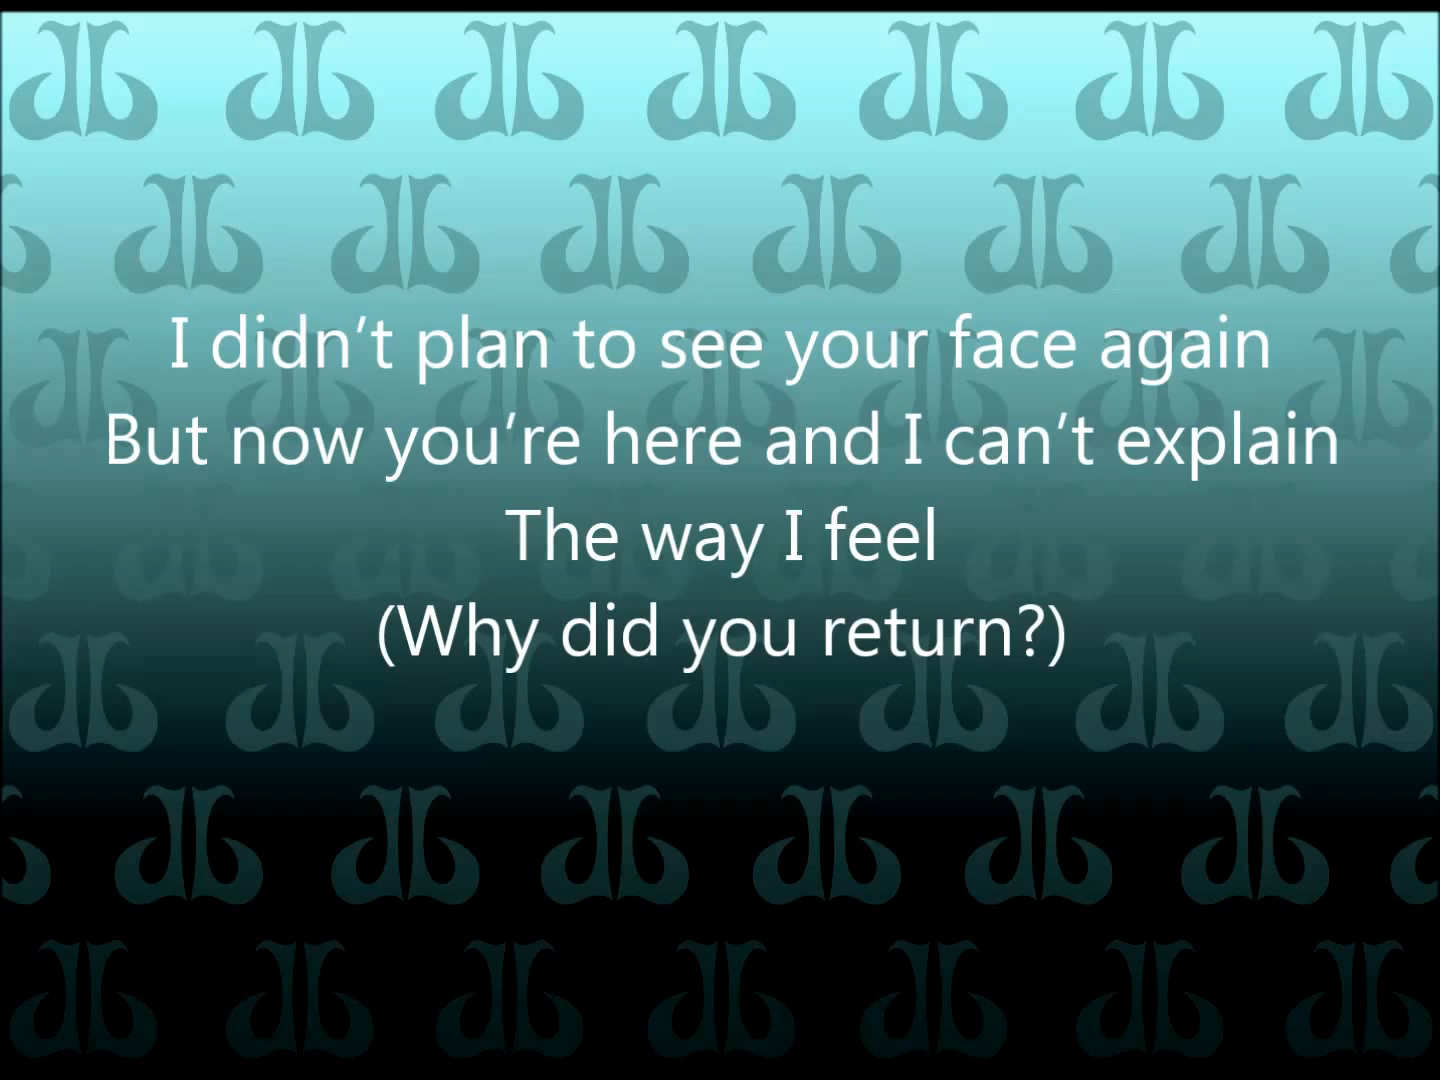 I didn’t plan to see your face again
But now you’re here and I can’t explain
The way I feel
(Why did you return?)